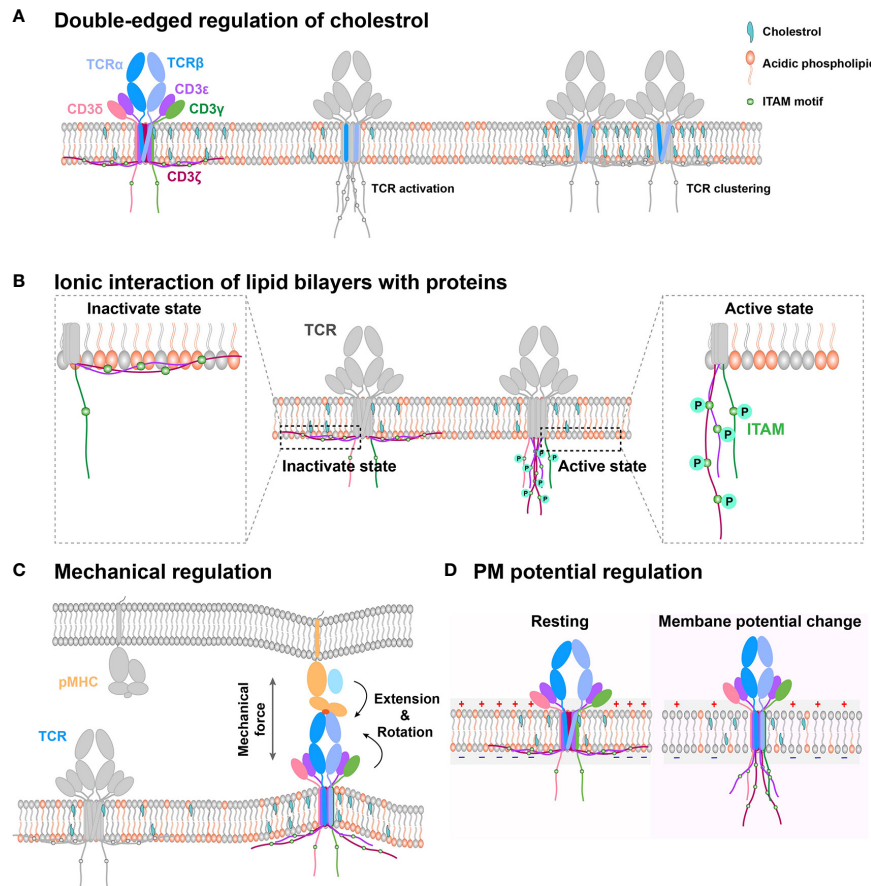 A Double-edged regulation of cholestrol
Cholestrol
Acidic phospholipid
ITAM motif
TCRα
TCRβ
CD3ε
CD3δ
CD3γ
CD3ζ
TCR activation
TCR clustering
B Ionic interaction of lipid bilayers with proteins
Inactivate state
TCR
Inactivate state
Active state
P
P
P
P
P
P
P
P
Active state
P
P
P
ITAM
P
P
C Mechanical regulation
pMHC
TCR
Mechanical
force
Extension
&
Rotation
D PM potential regulation
Resting
+ + + + + + + +
− − − − − −
Membane potential change
+ + + + +
− − − − −